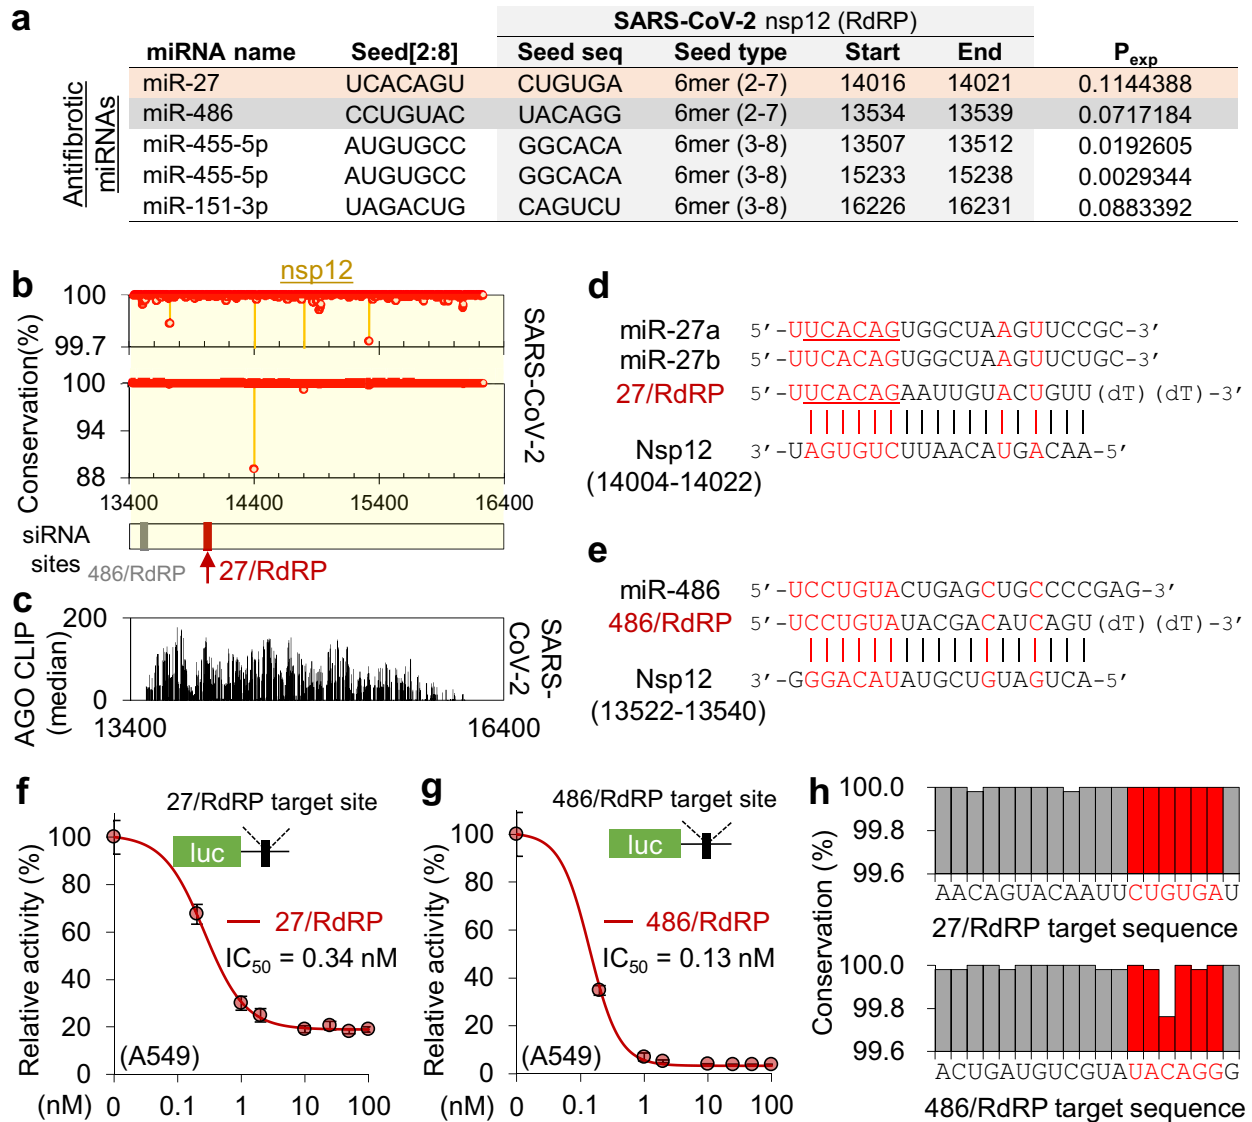 a
SARS-CoV-2 nsp12 (RdRP)
miRNA name Seed[2:8] Seed seq Seed type Start End Pexp
Antifibrotic miRNAs
miR-27 UCACAGU CUGUGA 6mer (2-7) 14016 14021 0.1144388
miR-486 CCUGUAC UACAGG 6mer (2-7) 13534 13539 0.0717184
miR-455-5p AUGUGCC GGCACA 6mer (3-8) 13507 13512 0.0192605
miR-455-5p AUGUGCC GGCACA 6mer (3-8) 15233 15238 0.0029344
miR-151-3p UAGACUG CAGUCU 6mer (3-8) 16226 16231 0.0883392
b
nsp12
Conservation(%)
100
99.7
SARS-CoV-2
100
94
88
SARS-CoV-2
13400 14400 15400 16400
siRNA sites
486/RdRP 27/RdRP
c
AGO CLIP (median)
200
0
SARS-CoV-2
13400 16400
d
miR-27a 5'-UUCACAGUGGCUAAGUUCCGC-3'
miR-27b 5'-UUCACAGUGGCUAAGUUCUGC-3'
27/RdRP 5'-UUCACAGAAUUGUACUGUU(dT)(dT)-3'
Nsp12 3'-UAGUGUCUUAACAUGACAA-5'
(14004-14022)
e
miR-486 5'-UCCUGUACUGAGCUGCCCCGAG-3'
486/RdRP 5'-UCCUGUAUACGACAUCAGU(dT)(dT)-3'
Nsp12 3'-GGGACAUAUGCUGUAGUCA-5'
(13522-13540)
f
27/RdRP target site
luc
Relative activity (%)
100
80
60
40
20
0
27/RdRP
IC50 = 0.34 nM
(A549)
(nM) 0 0.1 1 10 100
g
486/RdRP target site
luc
Relative activity (%)
100
80
60
40
20
0
486/RdRP
IC50 = 0.13 nM
(A549)
(nM) 0 0.1 1 10 100
h
Conservation (%)
100.0
99.8
99.6
AACAGUACAAUUCUGUGAU
27/RdRP target sequence
100.0
99.8
99.6
ACUGAUGUCGUAUACAGGG
486/RdRP target sequence